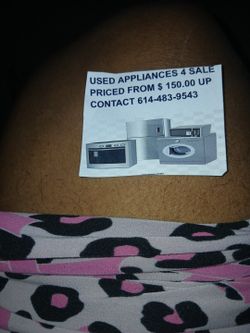 USED APPLIANCES 4 SALE
PRICED FROM $ 150.00 UP
CONTACT 614-483-9543